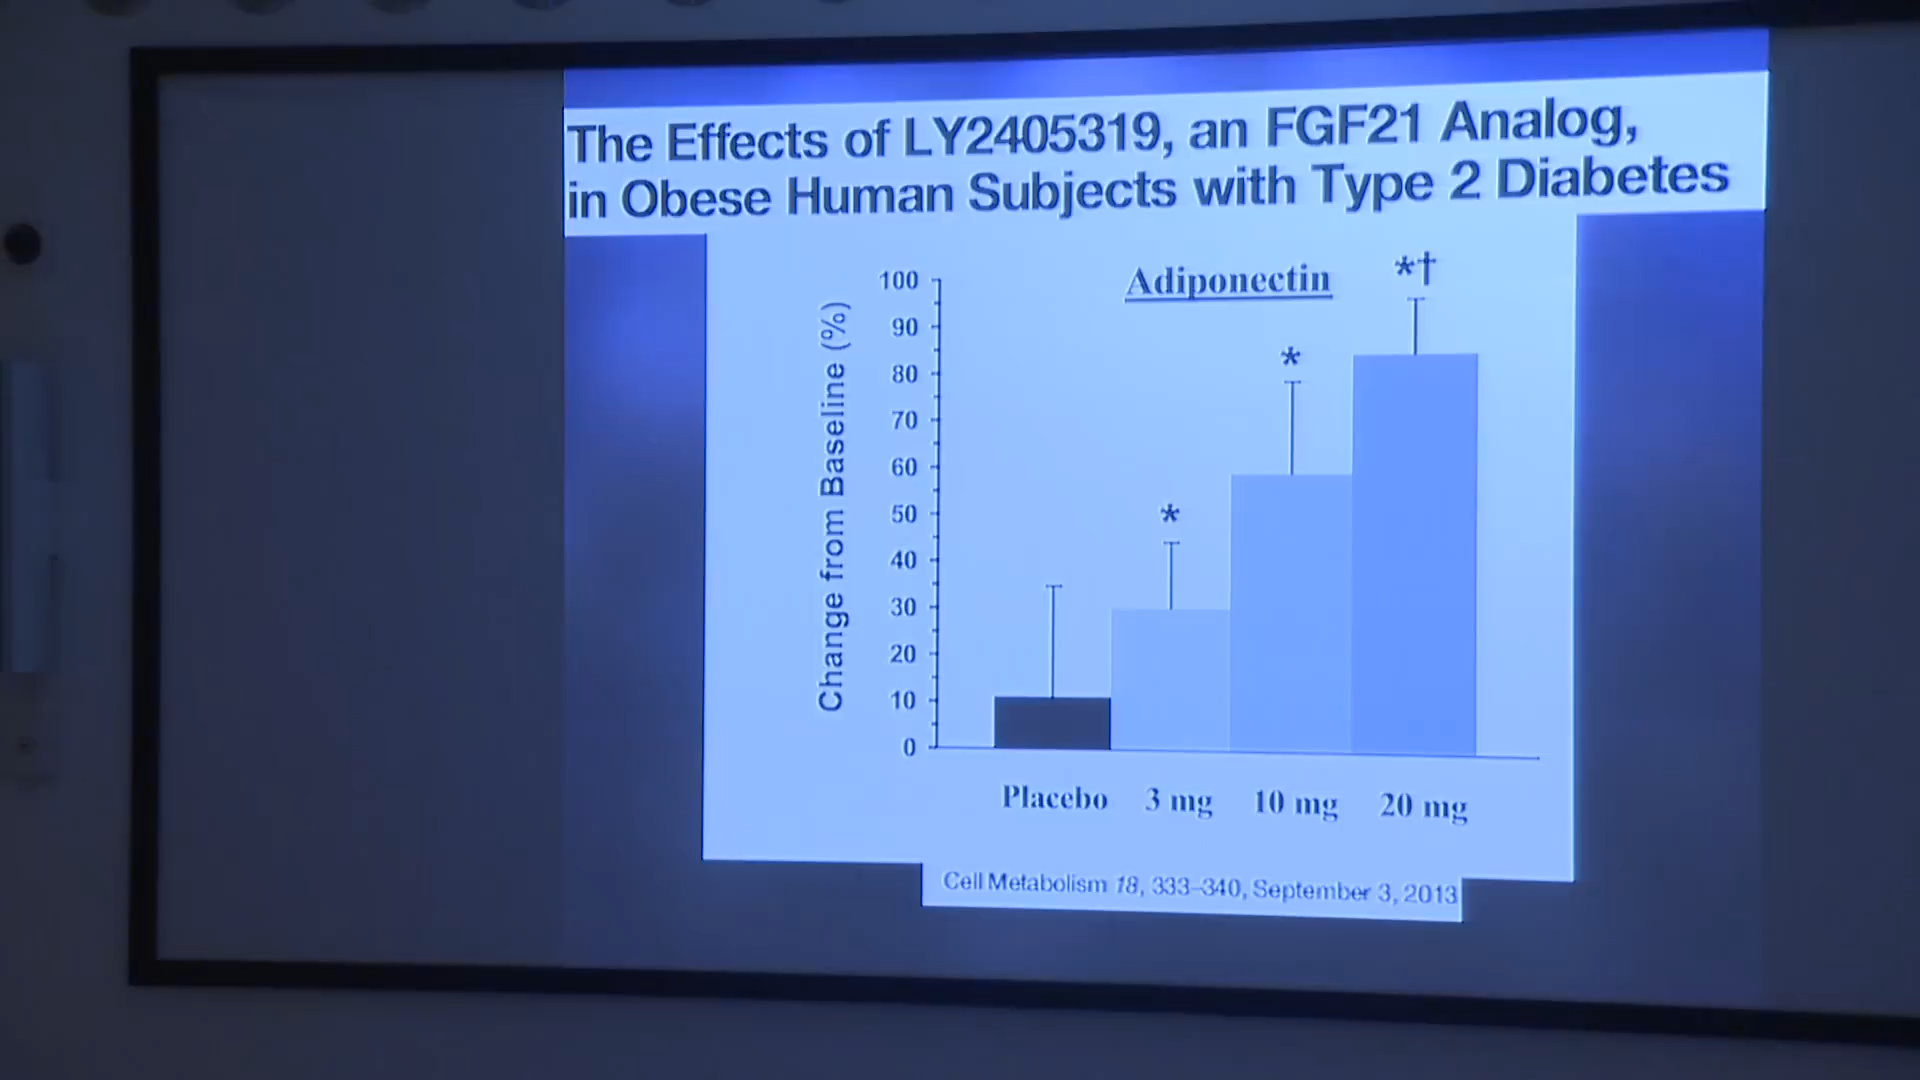 The Effects of LY2405319, an FGF21 Analog,
in Obese Human Subjects with Type 2 Diabetes
Adiponectin
*†
*
*
Change from Baseline (%)
100
90
80
70
60
50
40
30
20
10
0
Placebo 3 mg 10 mg 20 mg
Cell Metabolism 18, 333–340, September 3, 2013